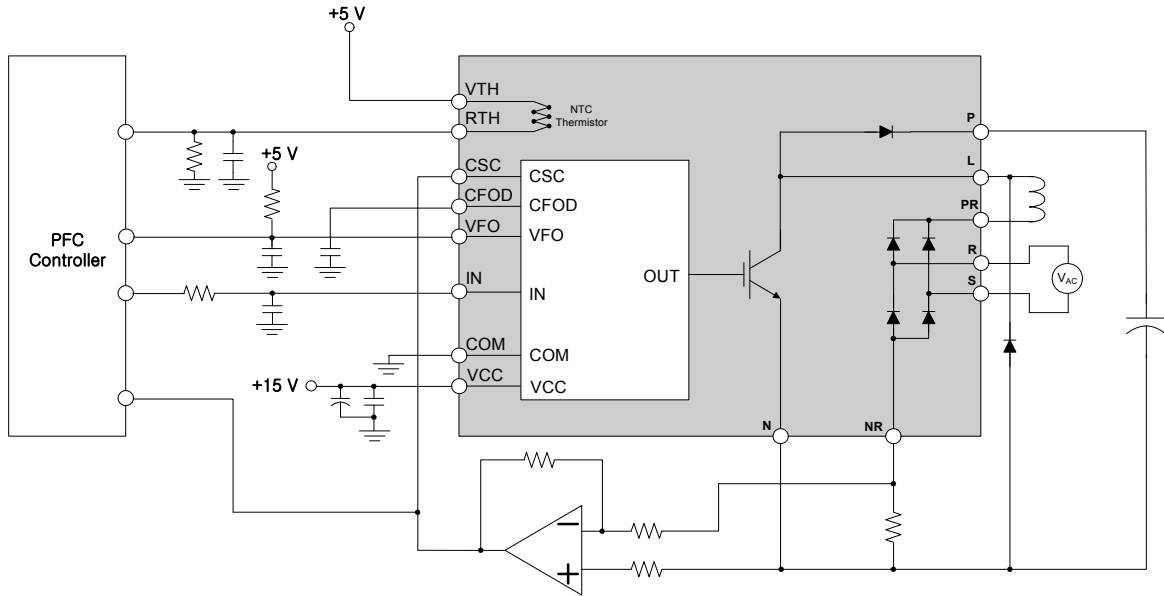 +5 V
PFC
Controller
VTH
RTH
NTC
Thermistor
+5 V
CSC
CFOD
VFO
IN
COM
VCC
+15 V
CSC
CFOD
VFO
IN
COM
VCC
OUT
P
L
PR
R
S
VAC
N
NR
−
+